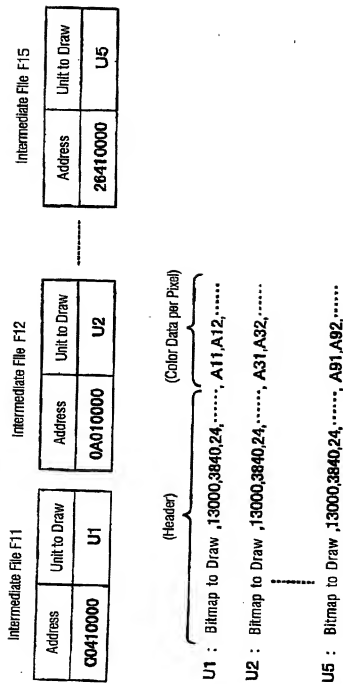 Intermediate File F11
Address Unit to Draw
G0410000 U1
Intermediate File F12
Address Unit to Draw
0A010000 U2
Intermediate File F15
Address Unit to Draw
26410000 U5
(Header) (Color Data per Pixel)
U1 : Bitmap to Draw ,13000,3840,24,······, A11,A12,······
U2 : Bitmap to Draw ,13000,3840,24,······, A31,A32,······
U5 : Bitmap to Draw ,13000,3840,24,······, A91,A92,······